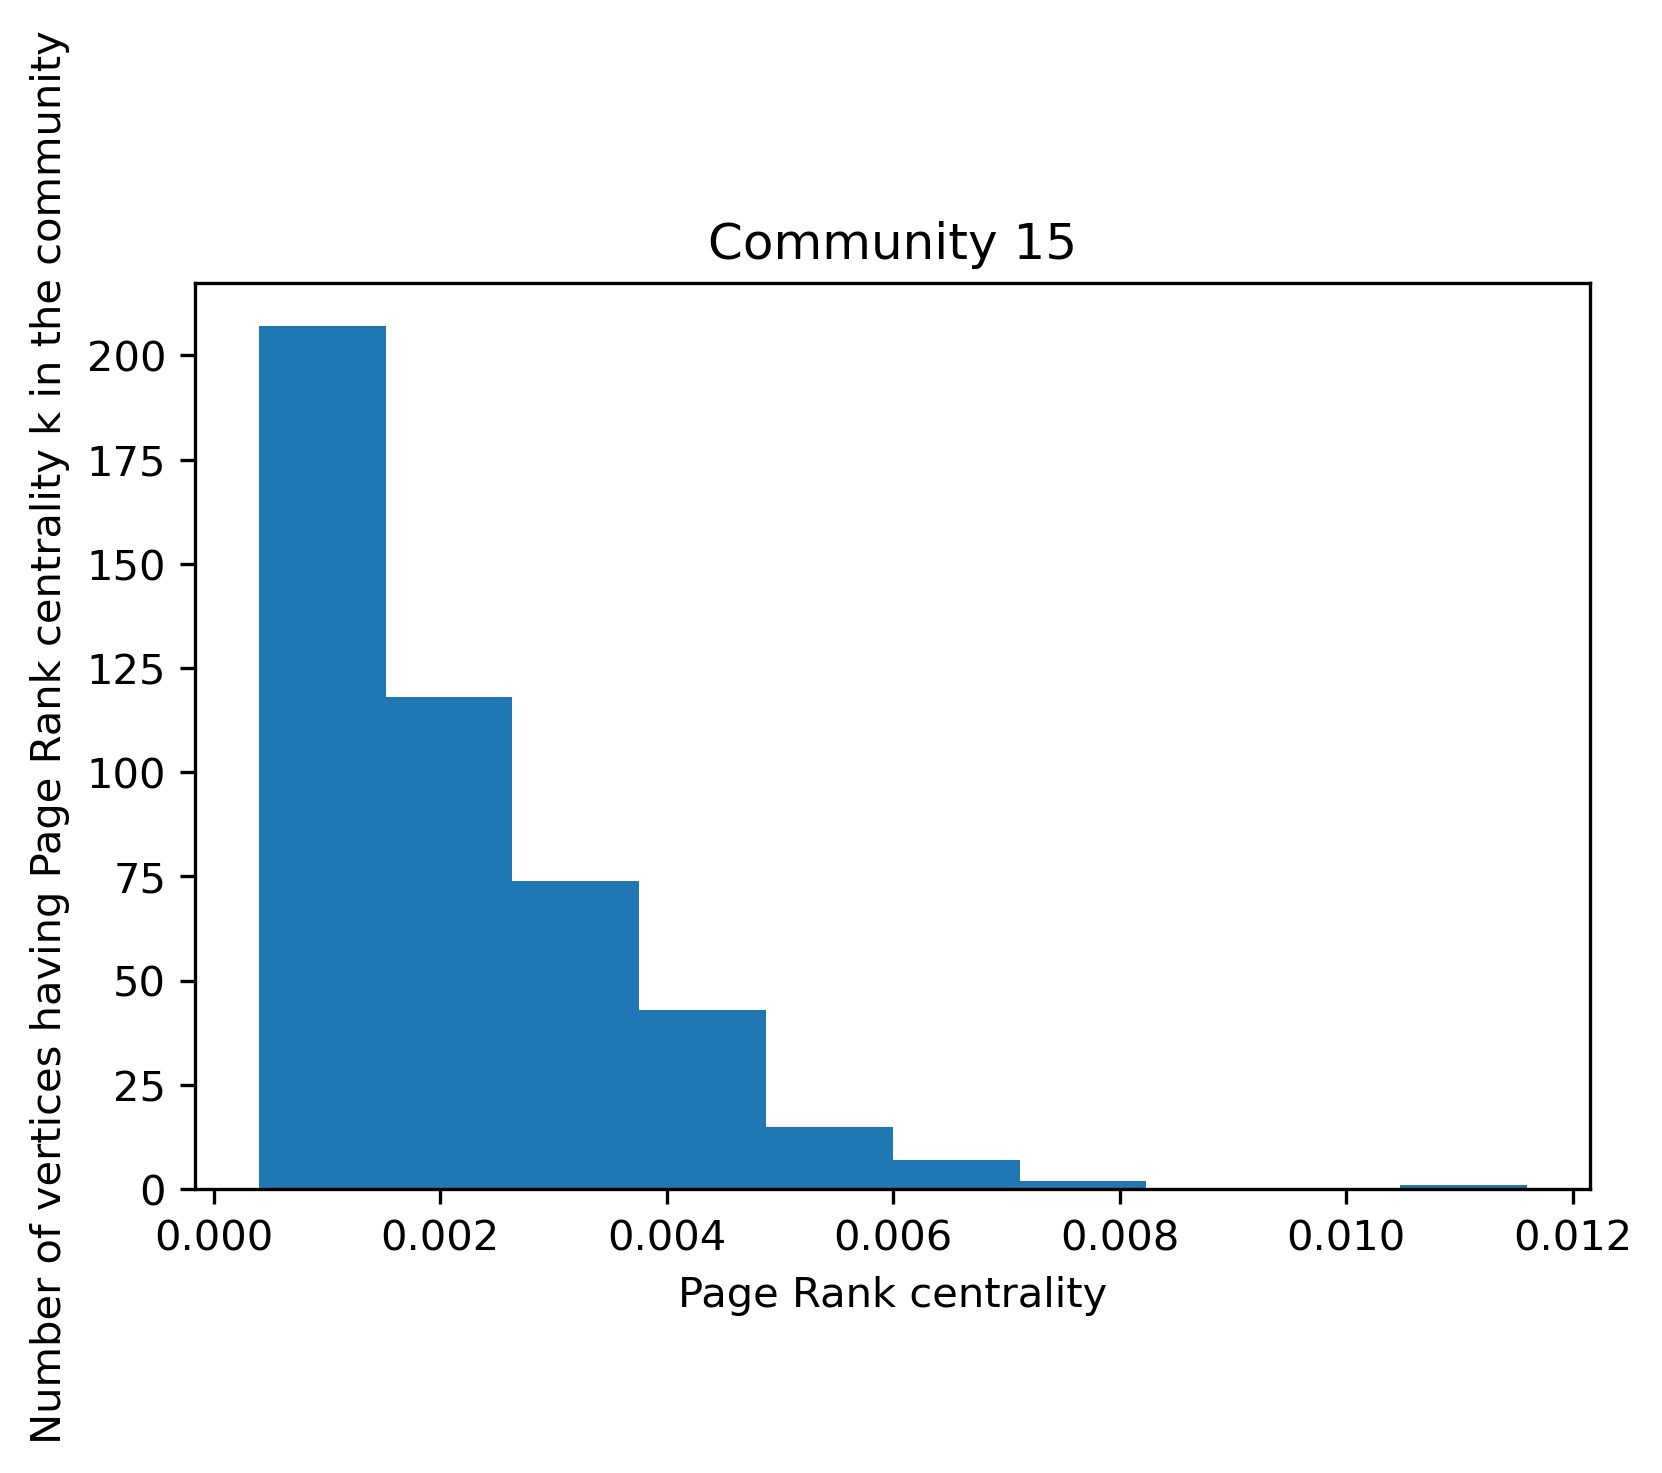 Community 15
Number of vertices having Page Rank centrality k in the community
200
175
150
125
100
75
50
25
0
0.000 0.002 0.004 0.006 0.008 0.010 0.012
Page Rank centrality